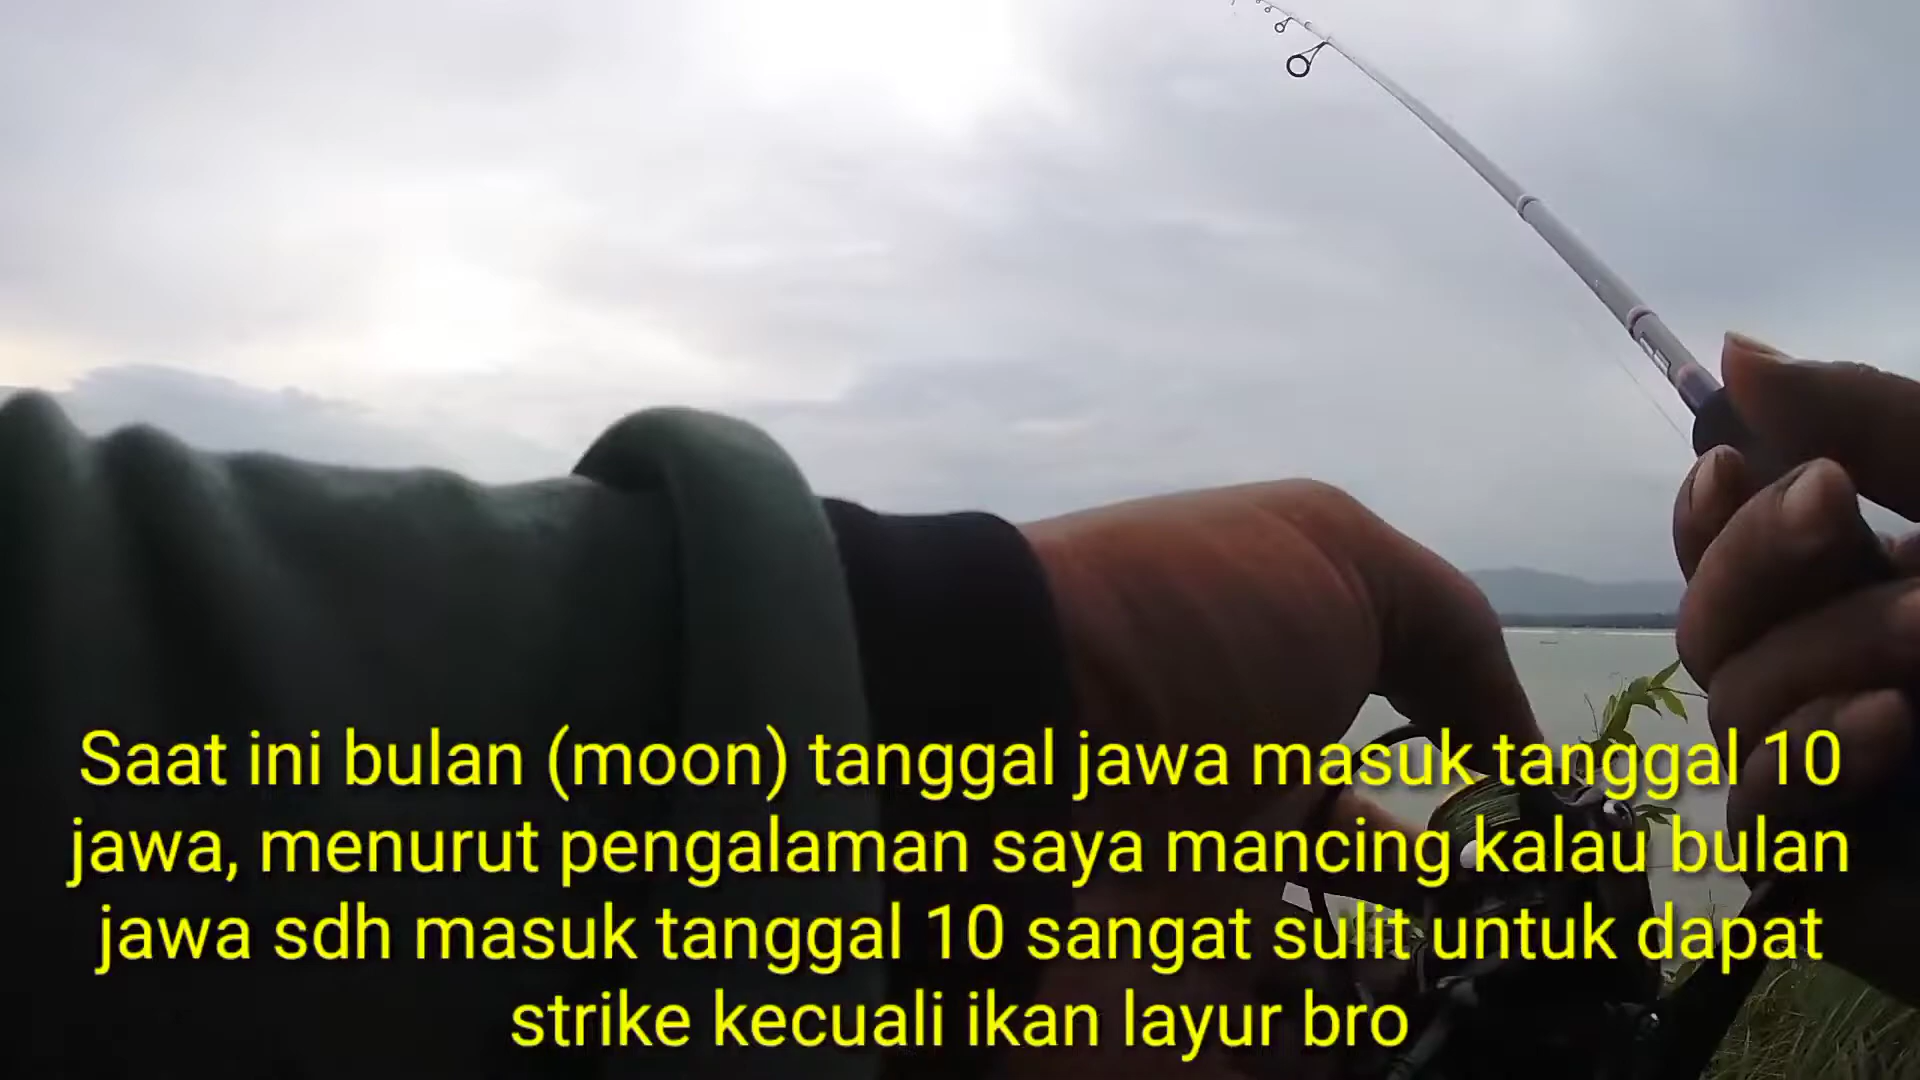 Saat ini bulan (moon) tanggal jawa masuk tanggal 10
jawa, menurut pengalaman saya mancing kalau bulan
jawa sdh masuk tanggal 10 sangat sulit untuk dapat
strike kecuali ikan layur bro